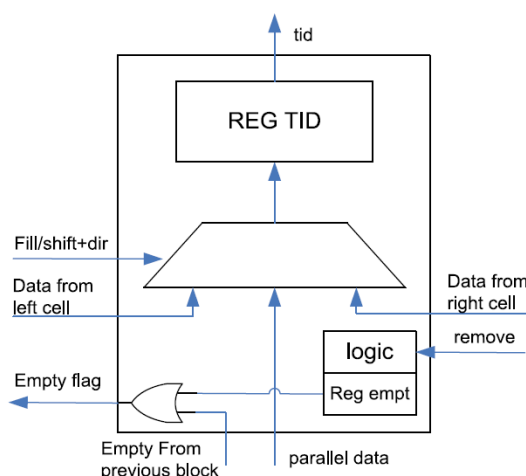 tid
REG TID
Fill/shift+dir
Data from
left cell
Data from
right cell
remove
logic
Reg empt
Empty flag
Empty From
previous block
parallel data